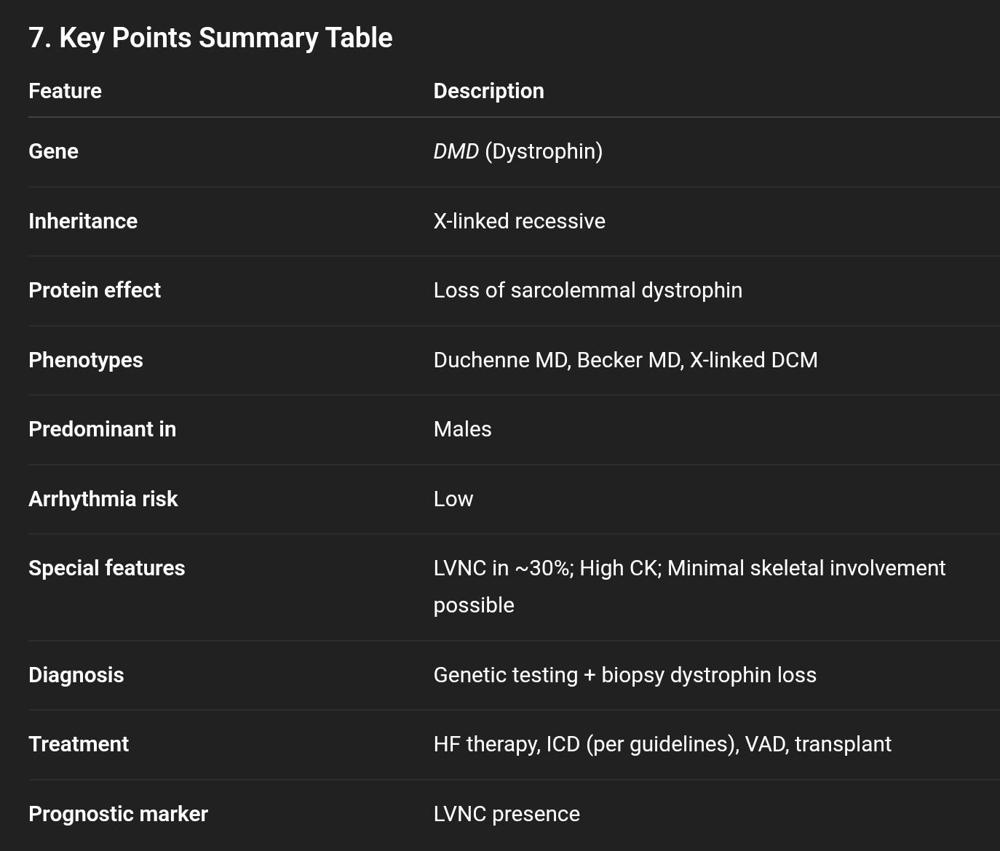 7. Key Points Summary Table
Feature Description
Gene DMD (Dystrophin)
Inheritance X-linked recessive
Protein effect Loss of sarcolemmal dystrophin
Phenotypes Duchenne MD, Becker MD, X-linked DCM
Predominant in Males
Arrhythmia risk Low
Special features LVNC in ~30%; High CK; Minimal skeletal involvement
possible
Diagnosis Genetic testing + biopsy dystrophin loss
Treatment HF therapy, ICD (per guidelines), VAD, transplant
Prognostic marker LVNC presence